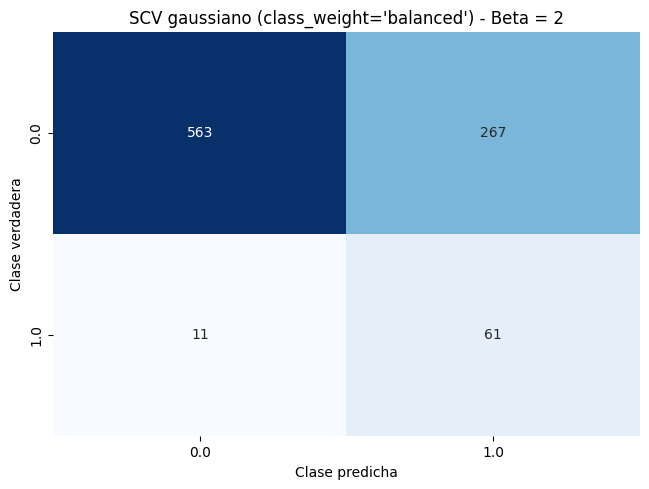 SCV gaussiano (class_weight='balanced') - Beta = 2
0.0
563
267
Clase verdadera
1.0
11
61
0.0
1.0
Clase predicha